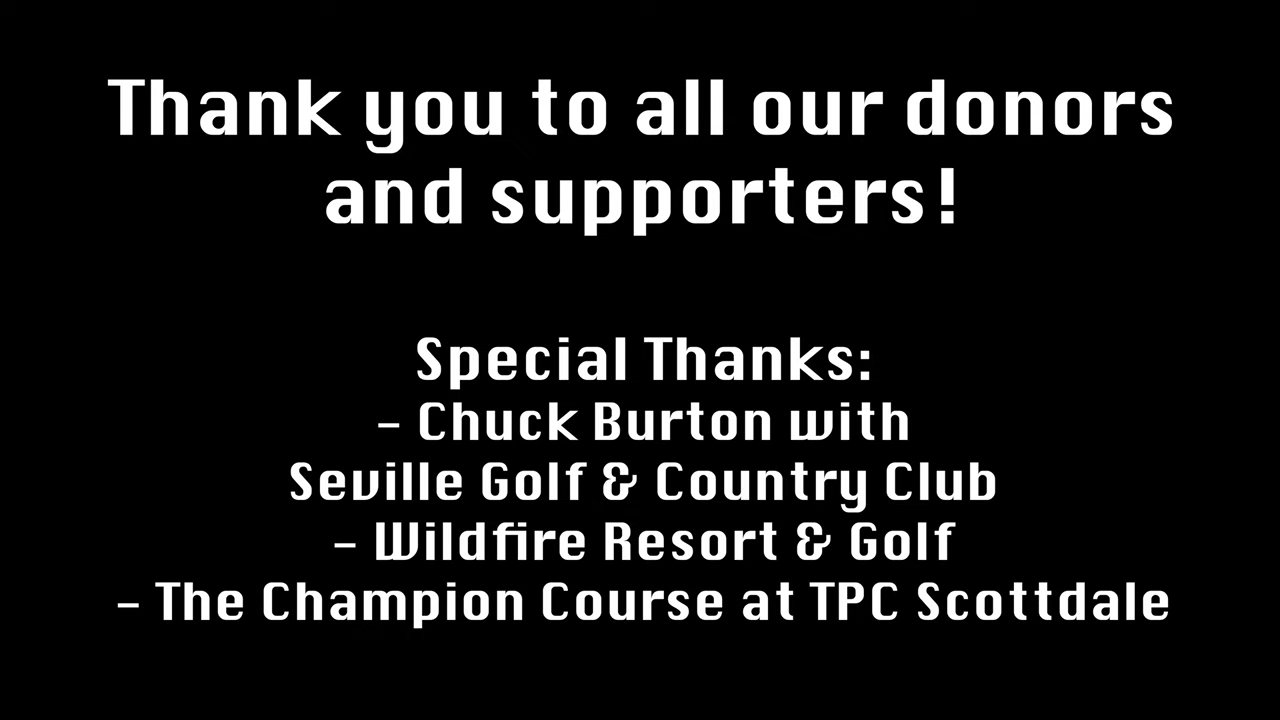 Thank you to all our donors
and supporters!
Special Thanks:
- Chuck Burton with
Seville Golf & Country Club
- Wildfire Resort & Golf
- The Champion Course at TPC Scottdale